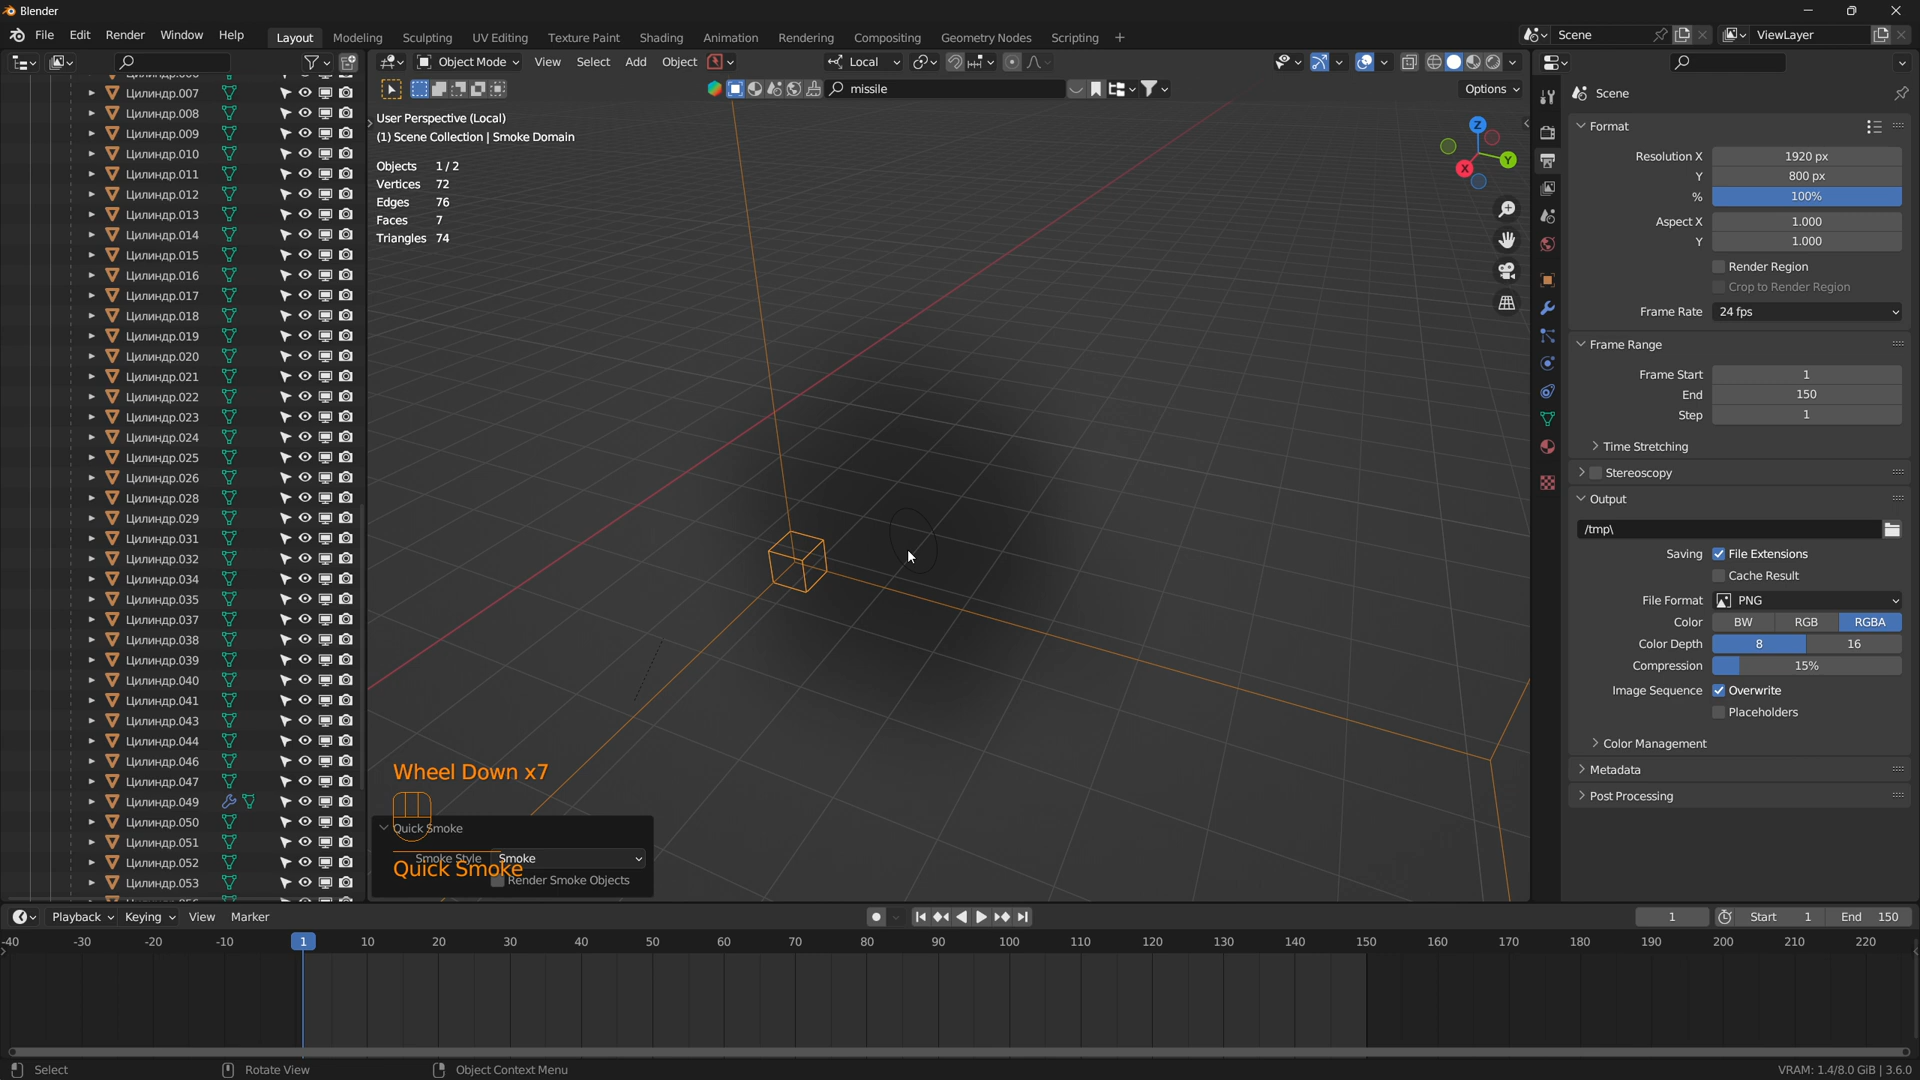 Blender
File Edit Render Window Help
Layout Modeling Sculpting UV Editing Texture Paint Shading Animation Rendering Compositing Geometry Nodes Scripting +
Scene
ViewLayer
Object Mode View Select Add Object
Local
missile
Options
User Perspective (Local)
(1) Scene Collection | Smoke Domain
Objects 1/2
Vertices 72
Edges 76
Faces 7
Triangles 74
Z
Y
X
Цилиндр.007
Цилиндр.008
Цилиндр.009
Цилиндр.010
Цилиндр.011
Цилиндр.012
Цилиндр.013
Цилиндр.014
Цилиндр.015
Цилиндр.016
Цилиндр.017
Цилиндр.018
Цилиндр.019
Цилиндр.020
Цилиндр.021
Цилиндр.022
Цилиндр.023
Цилиндр.024
Цилиндр.025
Цилиндр.026
Цилиндр.028
Цилиндр.029
Цилиндр.031
Цилиндр.032
Цилиндр.034
Цилиндр.035
Цилиндр.037
Цилиндр.038
Цилиндр.039
Цилиндр.040
Цилиндр.041
Цилиндр.043
Цилиндр.044
Цилиндр.046
Цилиндр.047
Цилиндр.049
Цилиндр.050
Цилиндр.051
Цилиндр.052
Цилиндр.053
Wheel Down x7
Quick Smoke
Smoke Style Smoke
Quick Smoke
Render Smoke Objects
Scene
Format
Resolution X 1920 px
Y 800 px
% 100%
Aspect X 1.000
Y 1.000
Render Region
Crop to Render Region
Frame Rate 24 fps
Frame Range
Frame Start 1
End 150
Step 1
Time Stretching
Stereoscopy
Output
/tmp\
Saving File Extensions
Cache Result
File Format PNG
Color BW RGB RGBA
Color Depth 8 16
Compression 15%
Image Sequence Overwrite
Placeholders
Color Management
Metadata
Post Processing
Playback Keying View Marker
1 Start 1 End 150
-40 -30 -20 -10 1 10 20 30 40 50 60 70 80 90 100 110 120 130 140 150 160 170 180 190 200 210 220
Select Rotate View Object Context Menu
VRAM: 1.4/8.0 GiB | 3.6.0